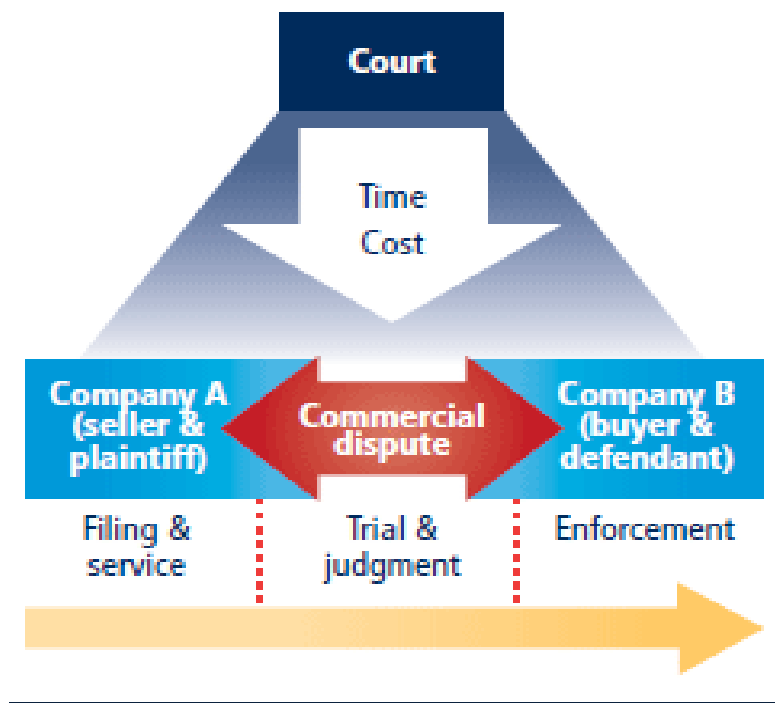 Court
Time
Cost
Company A
(seller &
plaintiff)
Commercial
dispute
Company B
(buyer &
defendant)
Filing &
service
Trial &
judgment
Enforcement